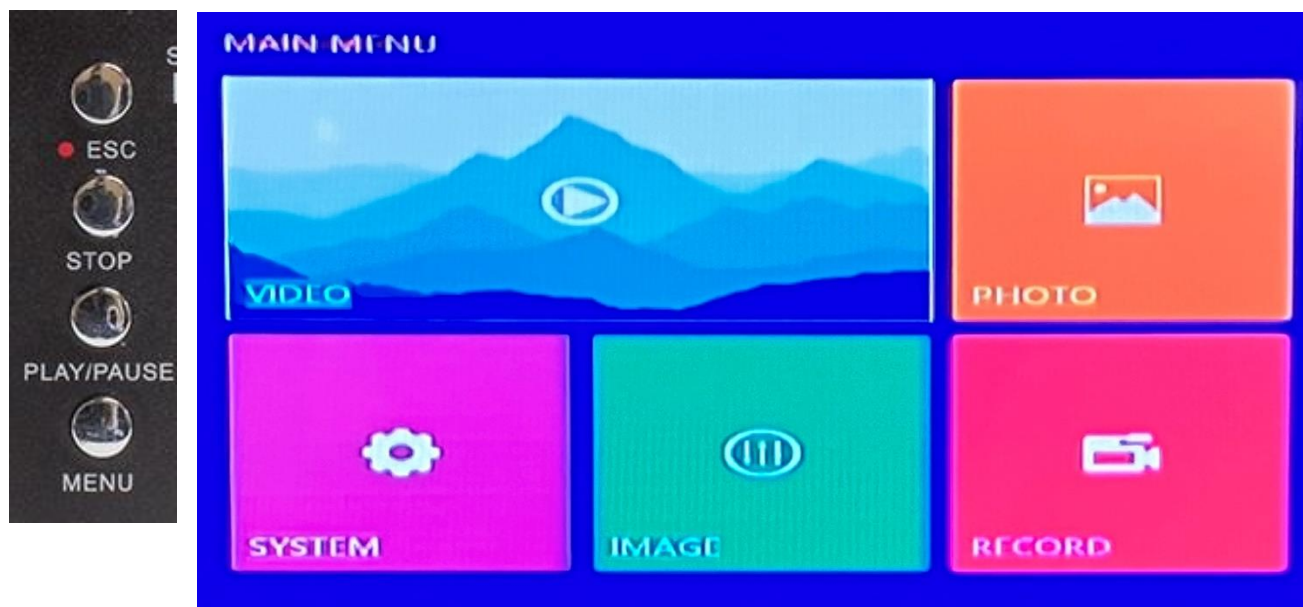 ESC
STOP
PLAY/PAUSE
MENU
MAIN MENU
VIDEO
PHOTO
SYSTEM
IMAGE
RECORD